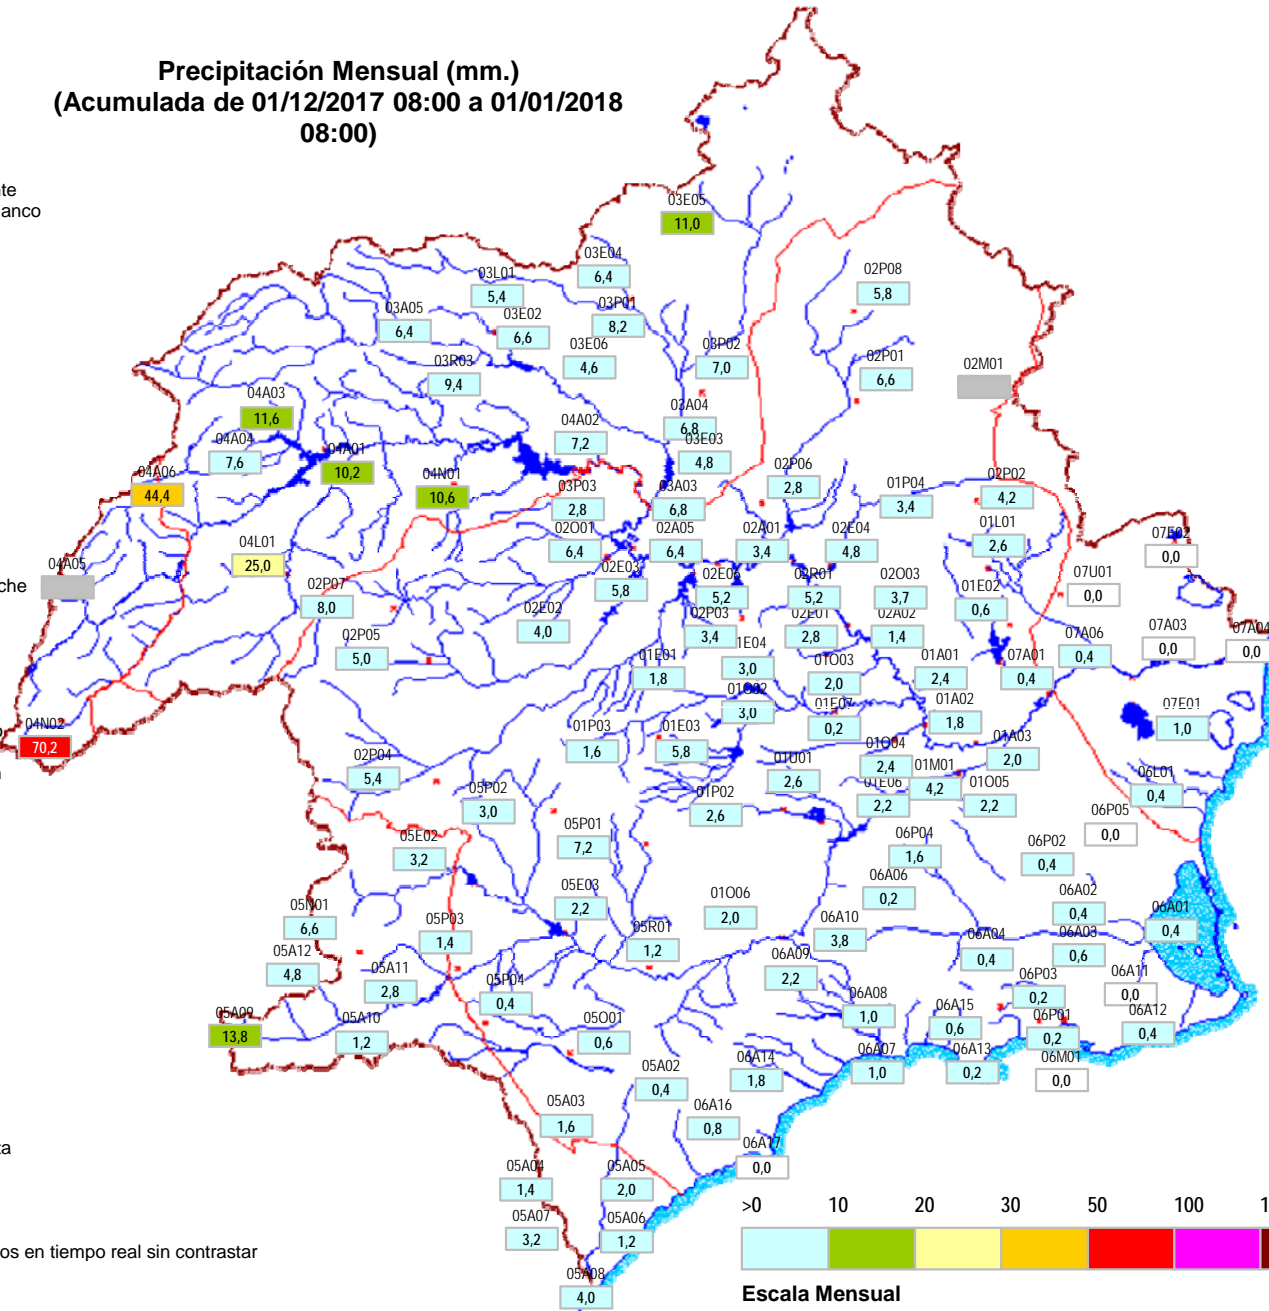 Precipitación Mensual (mm.)
(Acumulada de 01/12/2017 08:00 a 01/01/2018
08:00)
anco
03E05
11,0
03E04
6,4
02P08
5,8
03L01
5,4
03P01
8,2
03A05
6,4
03E02
6,6
03E06
4,6
03P02
7,0
02P01
6,6
02M01
03R03
9,4
04A03
11,6
03A04
6,8
04A02
7,2
04A04
7,6
04A01
10,2
03E03
4,8
04A06
44,4
04N01
10,6
02P06
2,8
02P02
4,2
03P03
2,8
03A03
6,8
01P04
3,4
02O01
6,4
02A05
6,4
02A01
3,4
02E04
4,8
01L01
2,6
07E02
0,0
04L01
25,0
04A05
che
02E03
5,8
02E06
5,2
02R01
5,2
02O03
3,7
07U01
0,0
02P07
8,0
01E02
0,6
02E02
4,0
02P03
3,4
02E01
2,8
02A02
1,4
07A03
0,0
07A04
0,0
02P05
5,0
1E04
3,0
07A06
0,4
01E01
1,8
01O03
2,0
01A01
2,4
07A01
0,4
01O02
3,0
01E07
0,2
01A02
1,8
07E01
1,0
04N02
70,2
01P03
1,6
01E03
5,8
01O04
2,4
01A03
2,0
02P04
5,4
01U01
2,6
01M01
4,2
06L01
0,4
05P02
3,0
01P02
2,6
01E06
2,2
01O05
2,2
06P05
0,0
05P01
7,2
05E02
3,2
06P04
1,6
06P02
0,4
05E03
2,2
01O06
2,0
06A06
0,2
06A02
0,4
06A01
0,4
05N01
6,6
05P03
1,4
05R01
1,2
06A10
3,8
06A04
0,4
06A03
0,6
05A12
4,8
05A11
2,8
05P04
0,4
06A09
2,2
06P03
0,2
06A11
0,0
05A09
13,8
05A10
1,2
05O01
0,6
06A08
1,0
06A15
0,6
06P01
0,2
06A12
0,4
05A02
0,4
06A14
1,8
06A07
1,0
06A13
0,2
06M01
0,0
05A03
1,6
06A16
0,8
06A17
0,0
05A04
1,4
05A05
2,0
05A07
3,2
05A06
1,2
05A08
4,0
os en tiempo real sin contrastar
>0 10 20 30 50 100
Escala Mensual